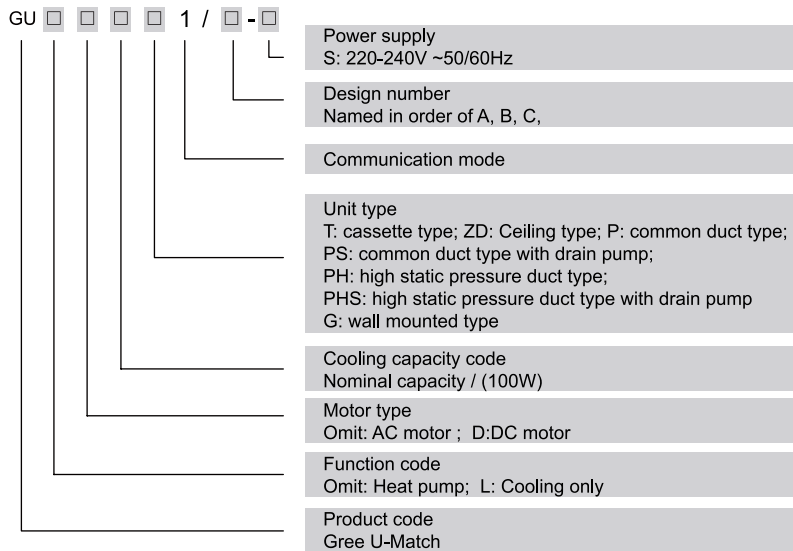 GU □ □ □ □ 1 / □ - □
Power supply
S: 220-240V ~50/60Hz
Design number
Named in order of A, B, C,
Communication mode
Unit type
T: cassette type; ZD: Ceiling type; P: common duct type;
PS: common duct type with drain pump;
PH: high static pressure duct type;
PHS: high static pressure duct type with drain pump
G: wall mounted type
Cooling capacity code
Nominal capacity / (100W)
Motor type
Omit: AC motor ; D:DC motor
Function code
Omit: Heat pump; L: Cooling only
Product code
Gree U-Match